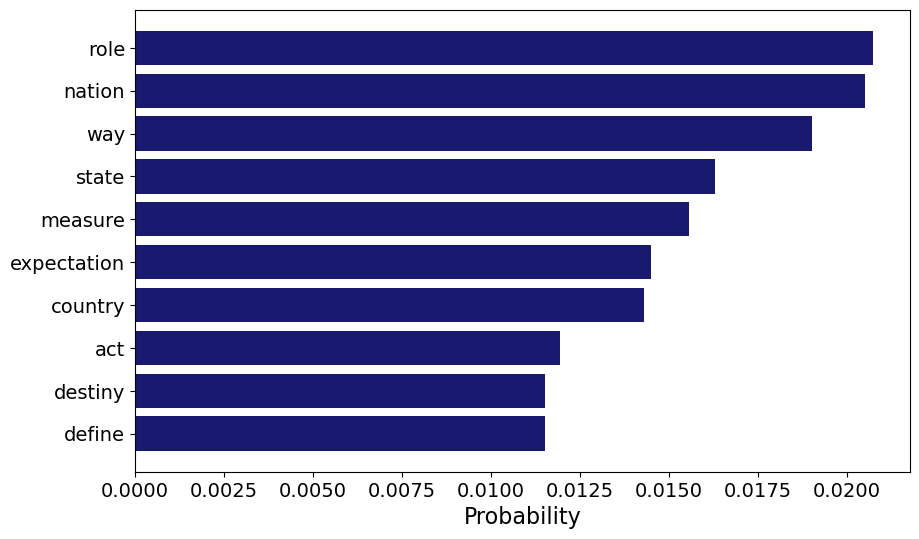 role
nation
way
state
measure
expectation
country
act
destiny
define
0.0000 0.0025 0.0050 0.0075 0.0100 0.0125 0.0150 0.0175 0.0200
Probability